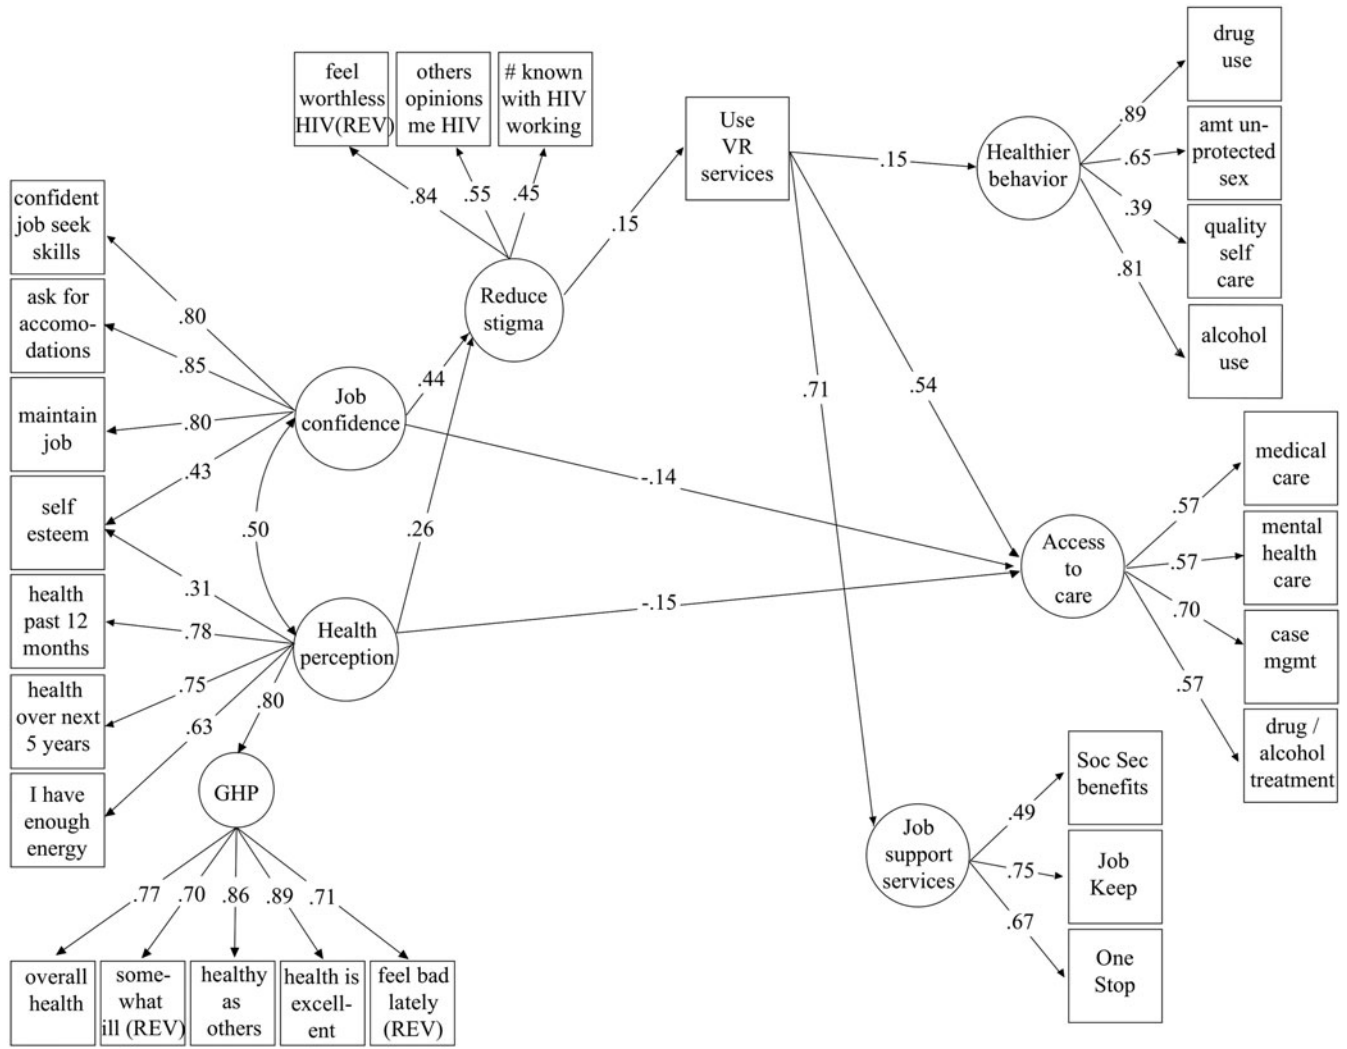 feel
worthless
HIV(REV)
others
opinions
me HIV
# known
with HIV
working
Use
VR
services
drug
use
amt un-
protected
sex
quality
self
care
alcohol
use
Healthier
behavior
.89
.65
.39
.81
.15
.84
.55
.45
.15
Reduce
stigma
confident
job seek
skills
ask for
accomo-
dations
maintain
job
self
esteem
health
past 12
months
health
over next
5 years
I have
enough
energy
.80
.85
.80
.43
.50
.31
.78
.75
.63
.80
Job
confidence
.44
.26
Health
perception
-.14
-.15
.71
.54
Access
to
care
.57
.57
.70
.57
medical
care
mental
health
care
case
mgmt
drug /
alcohol
treatment
GHP
.77
.70
.86
.89
.71
overall
health
some-
what
ill (REV)
healthy
as
others
health is
excell-
ent
feel bad
lately
(REV)
Job
support
services
.49
.75
.67
Soc Sec
benefits
Job
Keep
One
Stop